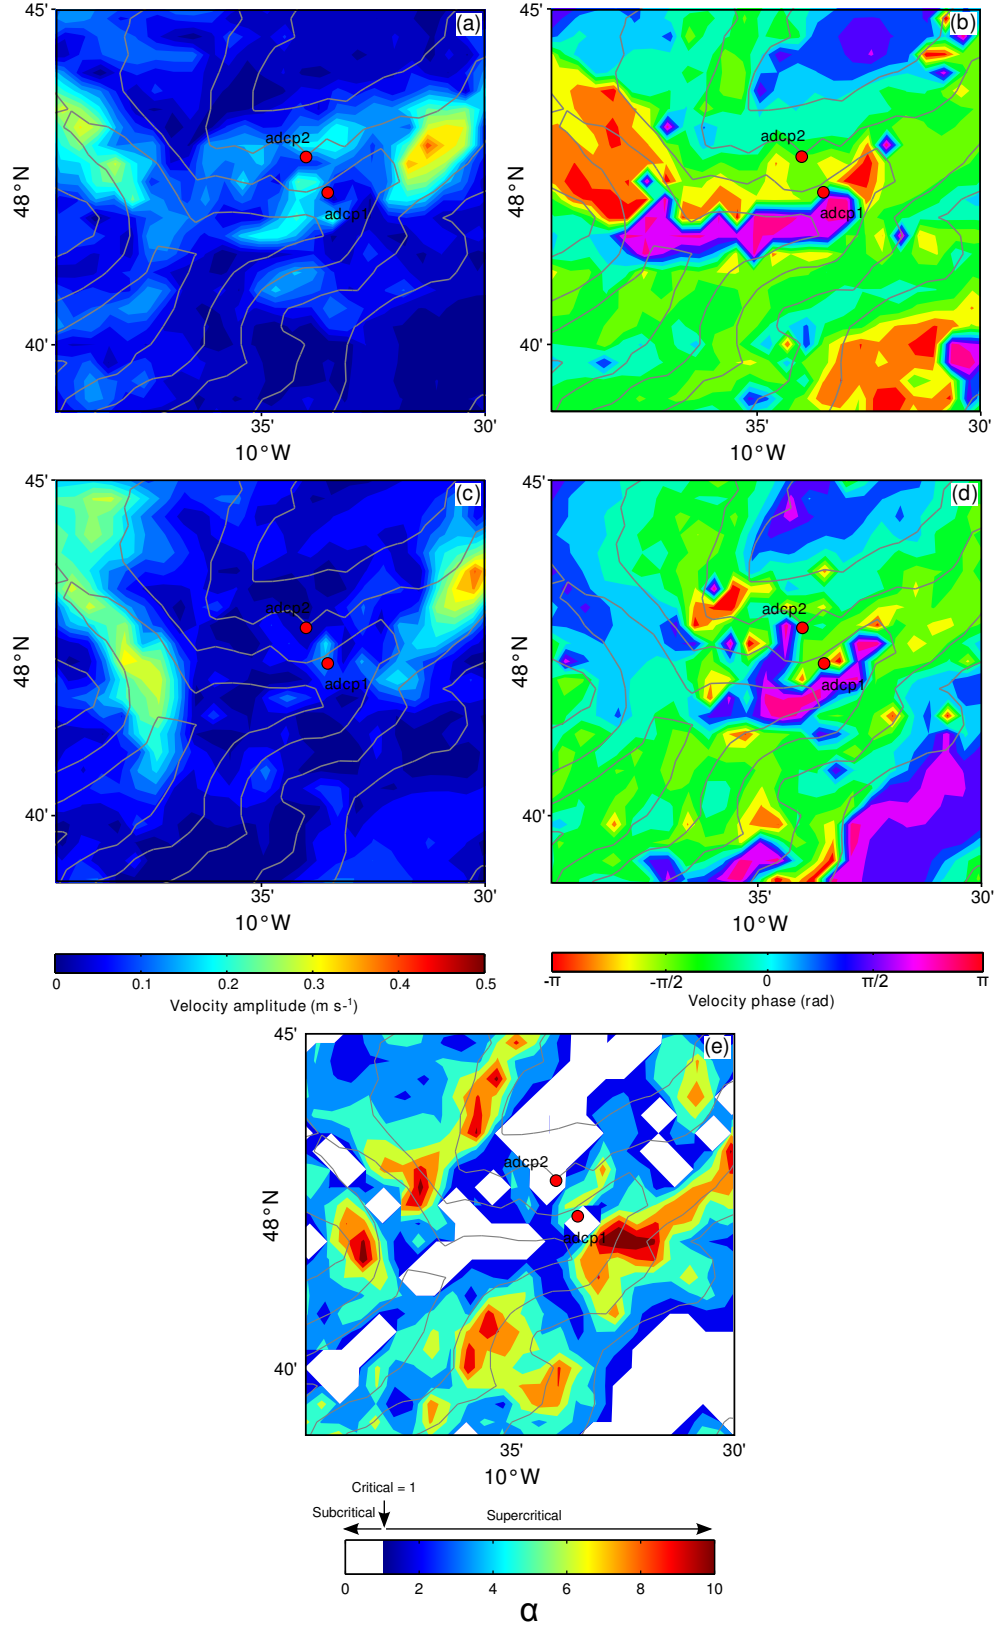 45'
(a)
adcp2
adcp1
48°N
40'
35'
30'
10°W
45'
(b)
adcp2
adcp1
48°N
40'
35'
30'
10°W
45'
(c)
adcp2
adcp1
48°N
40'
35'
30'
10°W
45'
(d)
adcp2
adcp1
48°N
40'
35'
30'
10°W
0 0.1 0.2 0.3 0.4 0.5
Velocity amplitude (m s-1)
-π -π/2 0 π/2 π
Velocity phase (rad)
45'
(e)
adcp2
adcp1
48°N
40'
35'
30'
10°W
Critical = 1
Subcritical
Supercritical
0 2 4 6 8 10
α